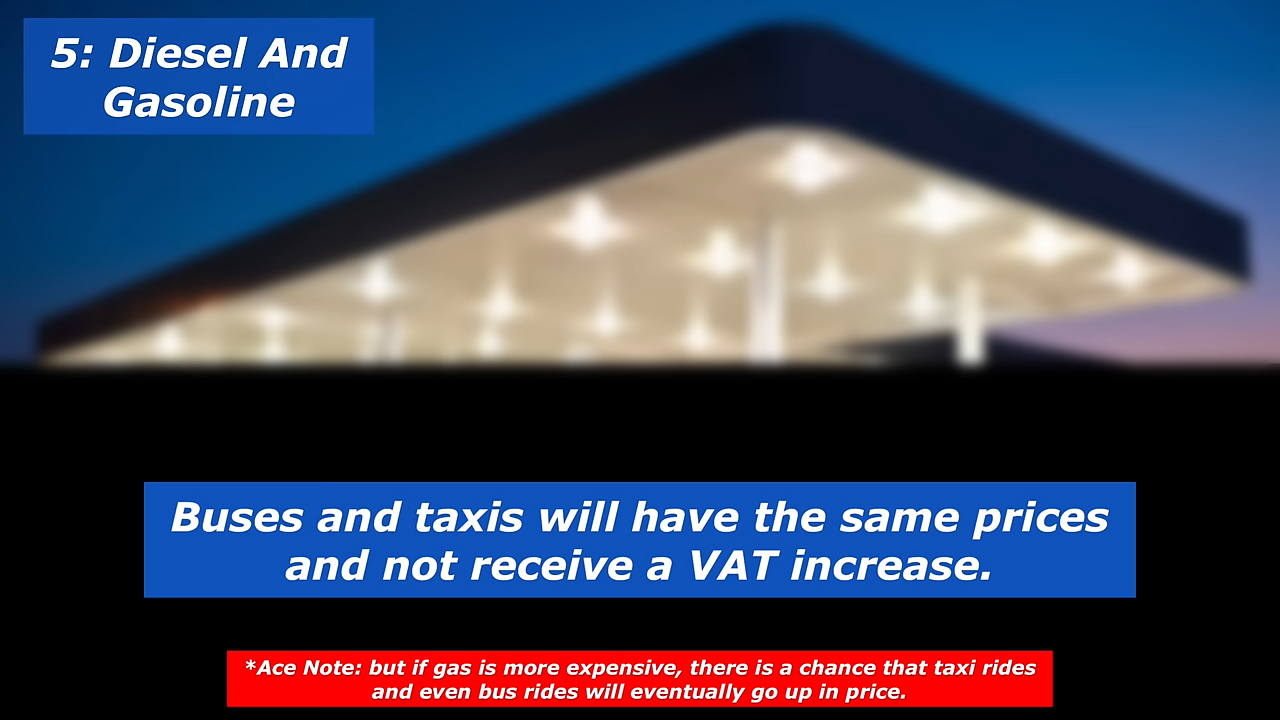 5: Diesel And
Gasoline
Buses and taxis will have the same prices
and not receive a VAT increase.
*Ace Note: but if gas is more expensive, there is a chance that taxi rides
and even bus rides will eventually go up in price.